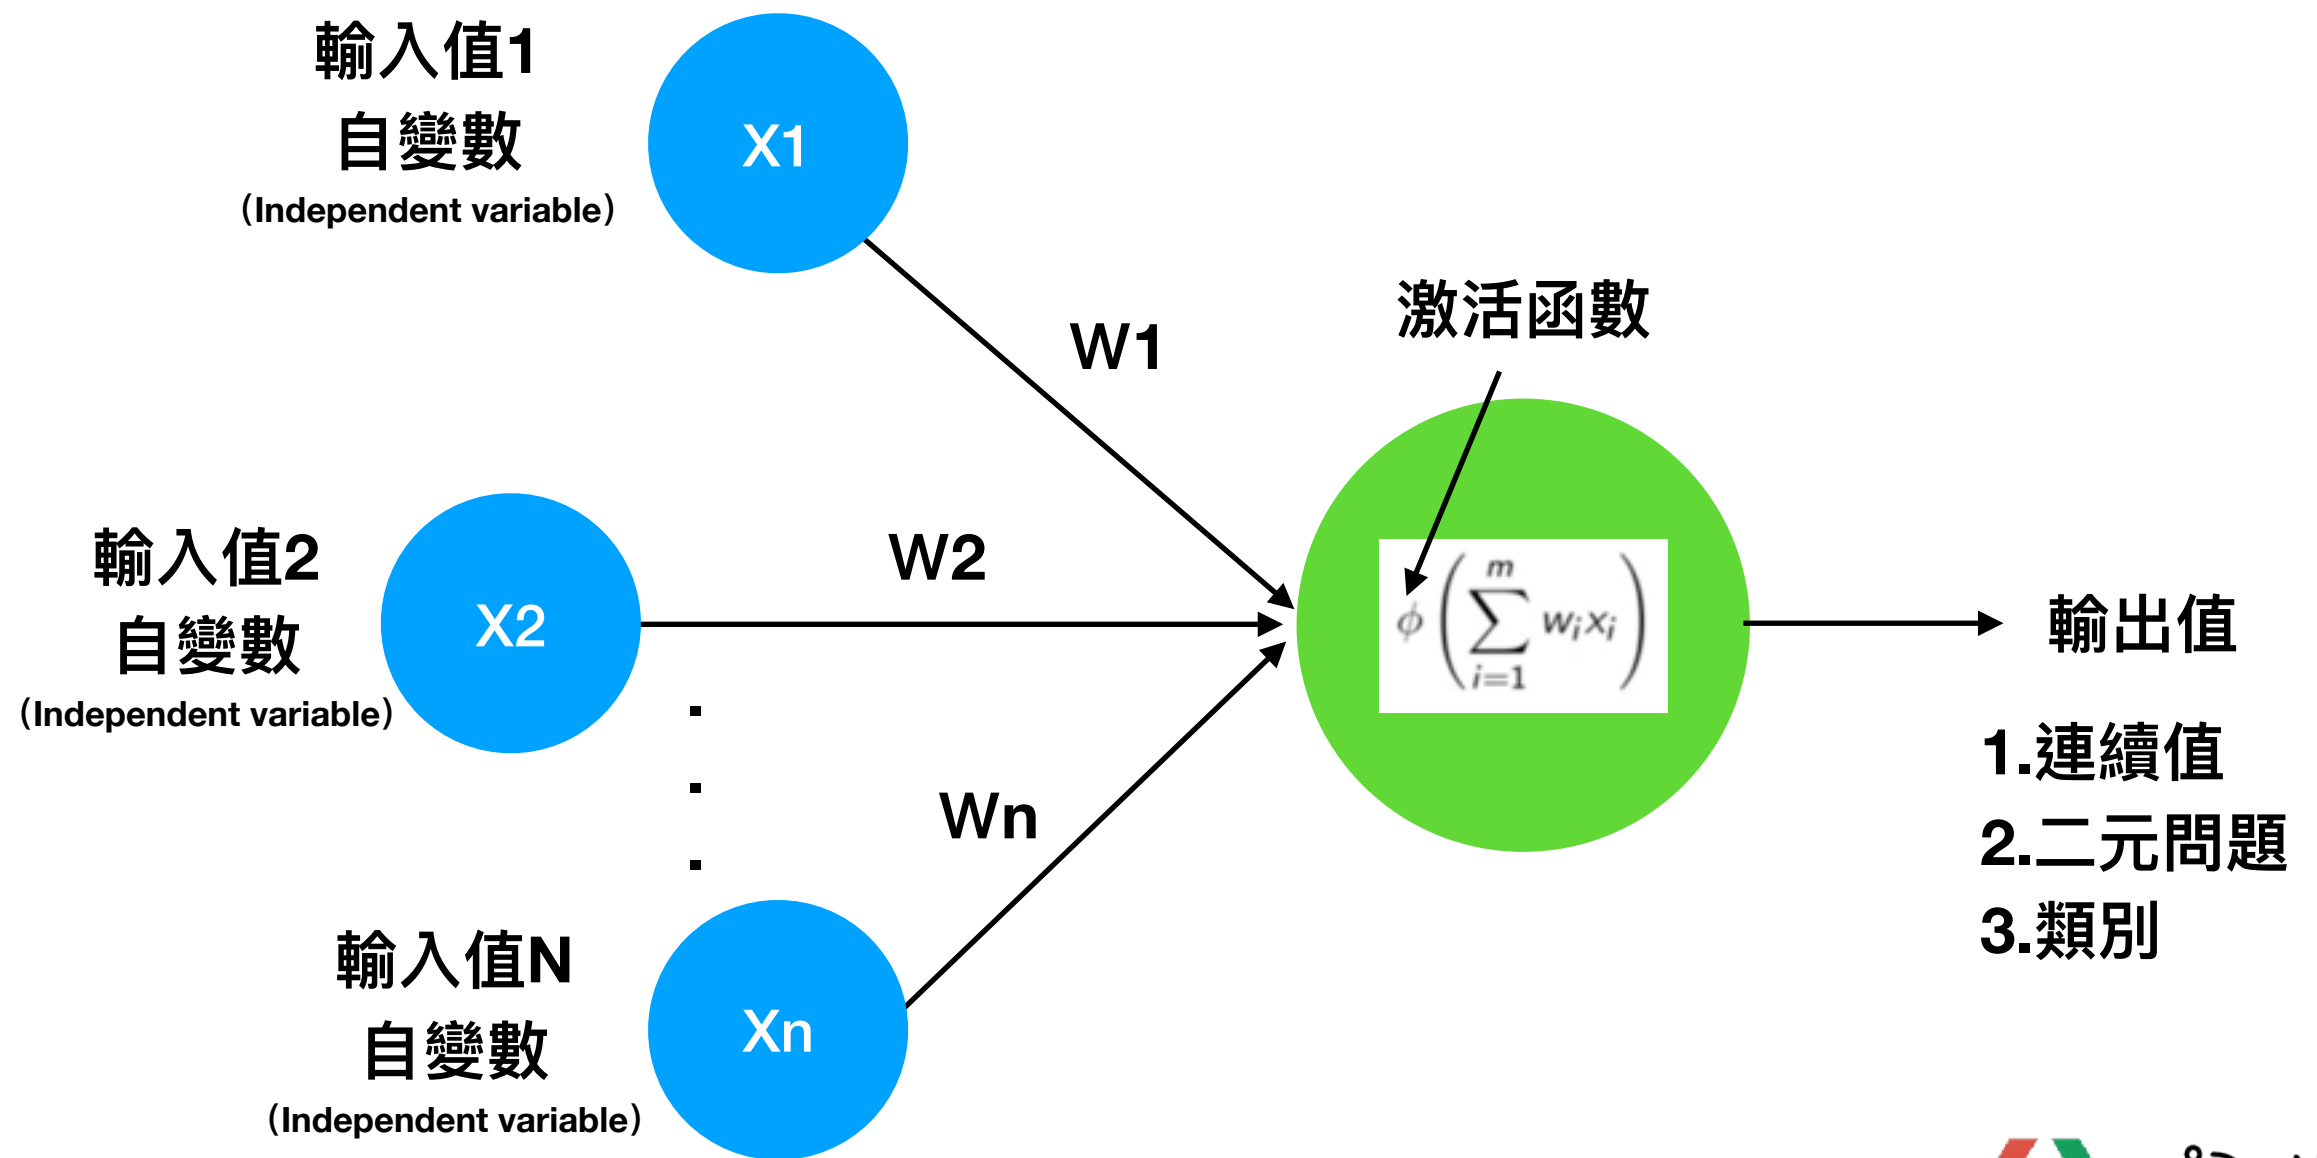 輸入值1
自變數
(Independent variable)
X1
W1
激活函數
輸入值2
自變數
(Independent variable)
X2
W2
ϕ(∑_{i=1}^{m} w_i x_i)
輸出值
1.連續值
2.二元問題
3.類別
.
.
.
Wn
輸入值N
自變數
(Independent variable)
Xn